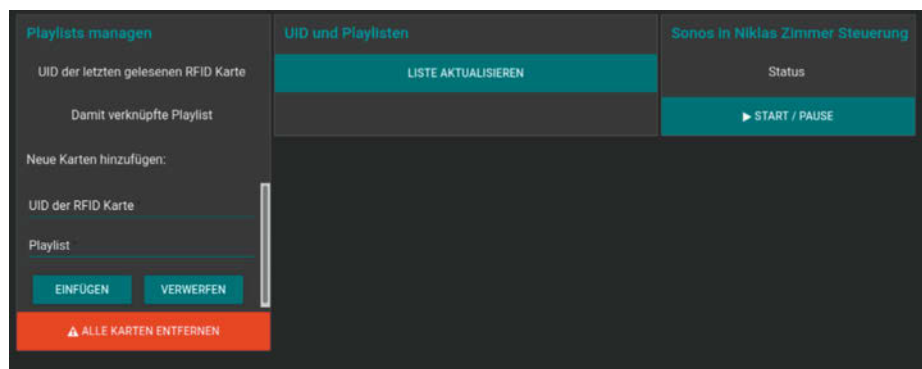 Playlists managen
UID der letzten gelesenen RFID Karte
Damit verknüpfte Playlist
Neue Karten hinzufügen:
UID der RFID Karte
Playlist
EINFÜGEN VERWERFEN
ALLE KARTEN ENTFERNEN
UID und Playlisten
LISTE AKTUALISIEREN
Sonos in Niklas Zimmer Steuerung
Status
START / PAUSE